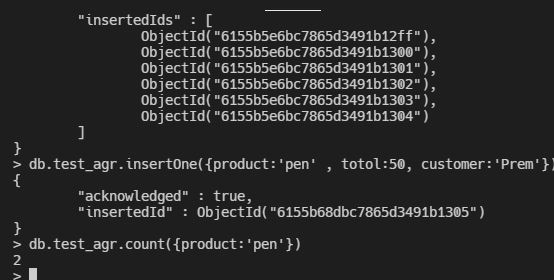 "insertedIds" : [
ObjectId("6155b5e6bc7865d3491b12ff"),
ObjectId("6155b5e6bc7865d3491b1300"),
ObjectId("6155b5e6bc7865d3491b1301"),
ObjectId("6155b5e6bc7865d3491b1302"),
ObjectId("6155b5e6bc7865d3491b1303"),
ObjectId("6155b5e6bc7865d3491b1304")
]
}
> db.test_agr.insertOne({product:'pen' , totol:50, customer:'Prem'})
{
"acknowledged" : true,
"insertedId" : ObjectId("6155b68dbc7865d3491b1305")
}
> db.test_agr.count({product:'pen'})
2
>